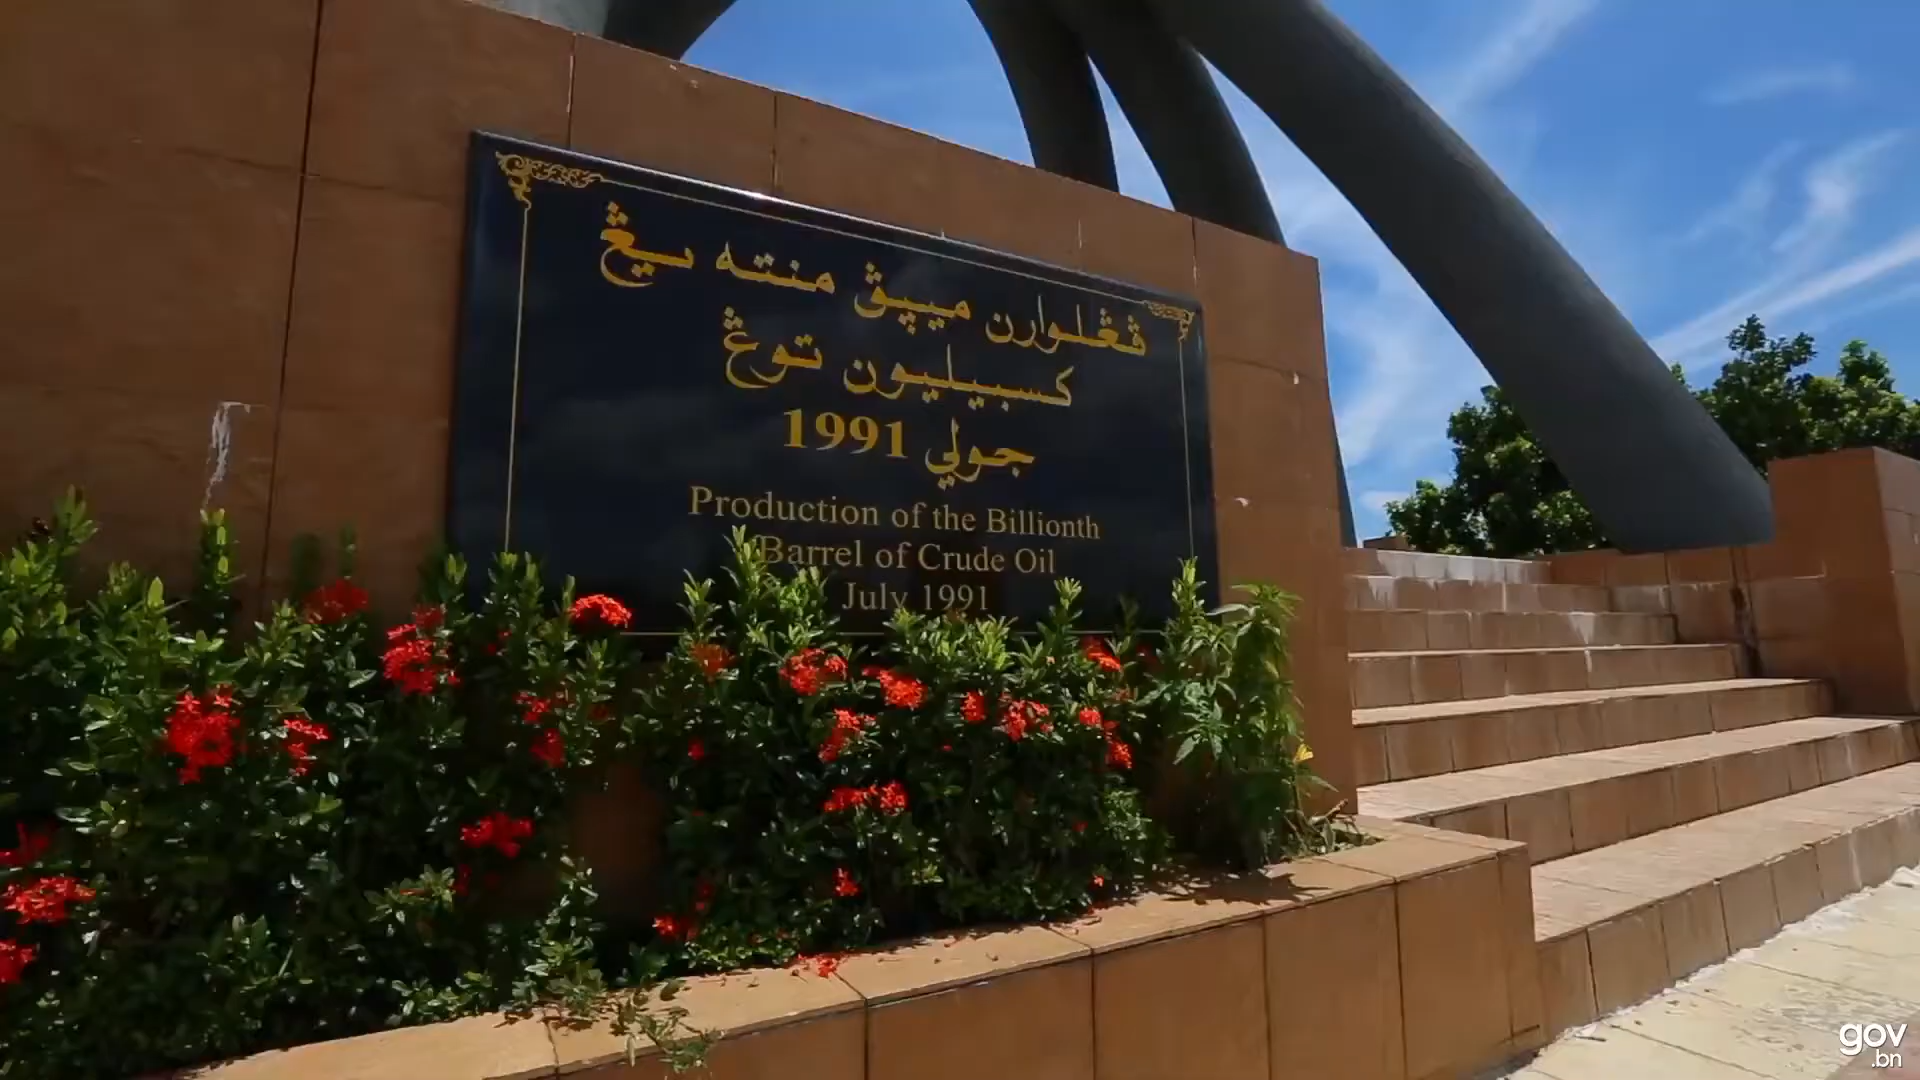 ڤڠلوارن ميڽق منته يڠ
كسبيليون توڠ
جولي 1991
Production of the Billionth
Barrel of Crude Oil
July 1991
gov
.bn